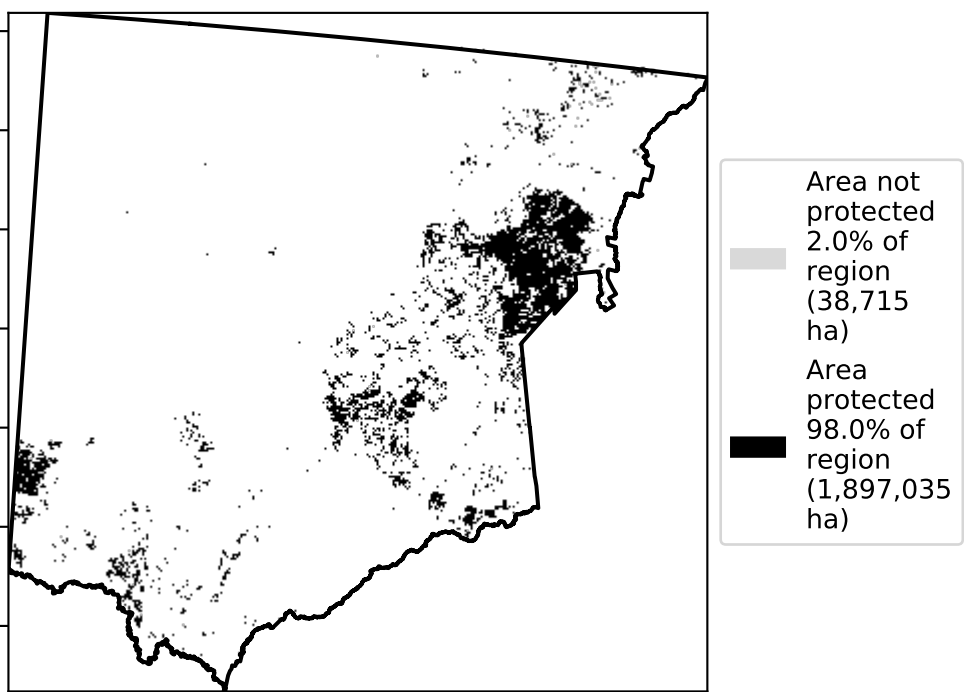 Area not
protected
2.0% of
region
(38,715
ha)
Area
protected
98.0% of
region
(1,897,035
ha)